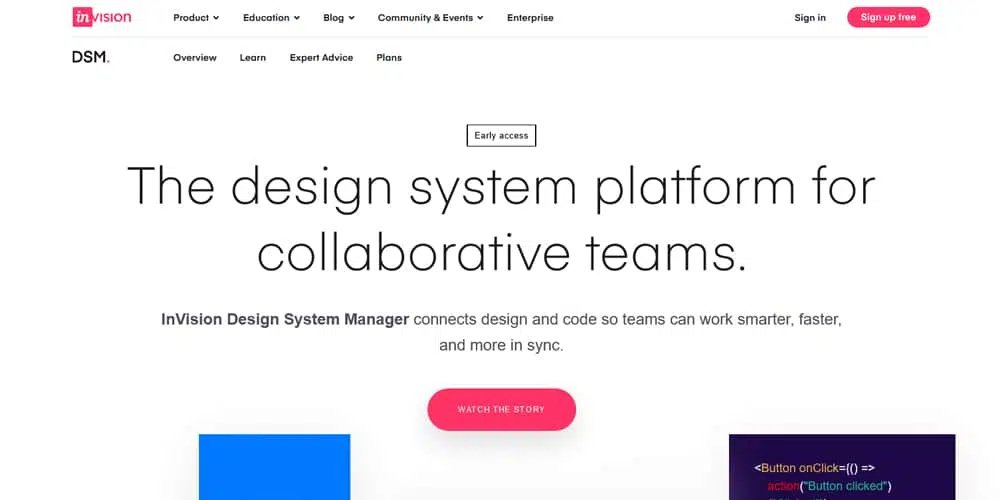 inVISION Product Education Blog Community & Events Enterprise Sign in Sign up free
DSM. Overview Learn Expert Advice Plans
Early access
The design system platform for
collaborative teams.
InVision Design System Manager connects design and code so teams can work smarter, faster,
and more in sync.
WATCH THE STORY
<Button onClick={() =>
action("Button clicked")